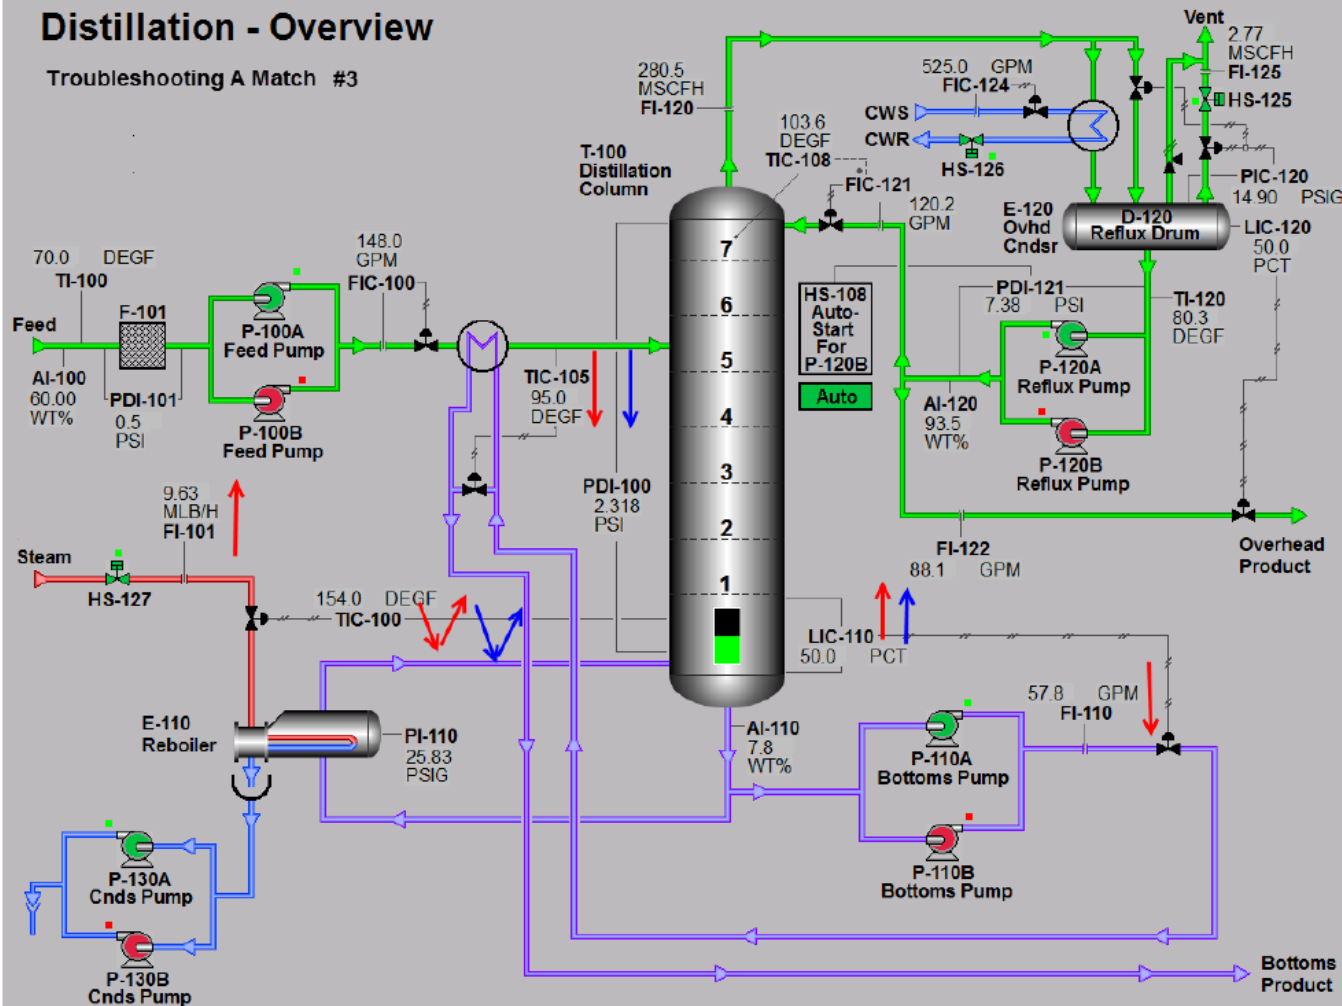 Distillation - Overview
Troubleshooting A Match #3
Vent
2.77
MSCFH
FI-125
HS-125
280.5
MSCFH
FI-120
525.0 GPM
FIC-124
CWS
CWR
HS-126
103.6
DEGF
TIC-108
T-100
Distillation
Column
FIC-121
120.2
GPM
PIC-120
14.90 PSIG
E-120
Ovhd
Cndsr
D-120
Reflux Drum
LIC-120
50.0
PCT
70.0 DEGF
TI-100
148.0
GPM
FIC-100
F-101
Feed
P-100A
Feed Pump
AI-100
60.00
WT%
PDI-101
0.5
PSI
P-100B
Feed Pump
TIC-105
95.0
DEGF
7
6
5
4
3
2
1
HS-108
Auto-
Start
For
P-120B
Auto
PDI-121
7.38 PSI
TI-120
80.3
DEGF
P-120A
Reflux Pump
AI-120
93.5
WT%
P-120B
Reflux Pump
PDI-100
2.318
PSI
9.63
MLB/H
FI-101
Steam
HS-127
FI-122
88.1 GPM
Overhead
Product
154.0 DEGF
TIC-100
LIC-110
50.0 PCT
E-110
Reboiler
PI-110
25.83
PSIG
AI-110
7.8
WT%
57.8 GPM
FI-110
P-110A
Bottoms Pump
P-110B
Bottoms Pump
P-130A
Cnds Pump
P-130B
Cnds Pump
Bottoms
Product